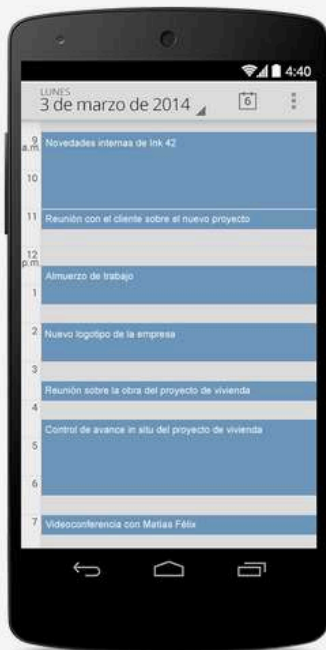 4:40
LUNES
3 de marzo de 2014
6
9
a.m.
Novedades internas de Ink 42
10
11
Reunión con el cliente sobre el nuevo proyecto
12
p.m.
Almuerzo de trabajo
1
2
Nuevo logotipo de la empresa
3
Reunión sobre la obra del proyecto de vivienda
4
Control de avance in situ del proyecto de vivienda
5
6
7
Videoconferencia con Matías Félix